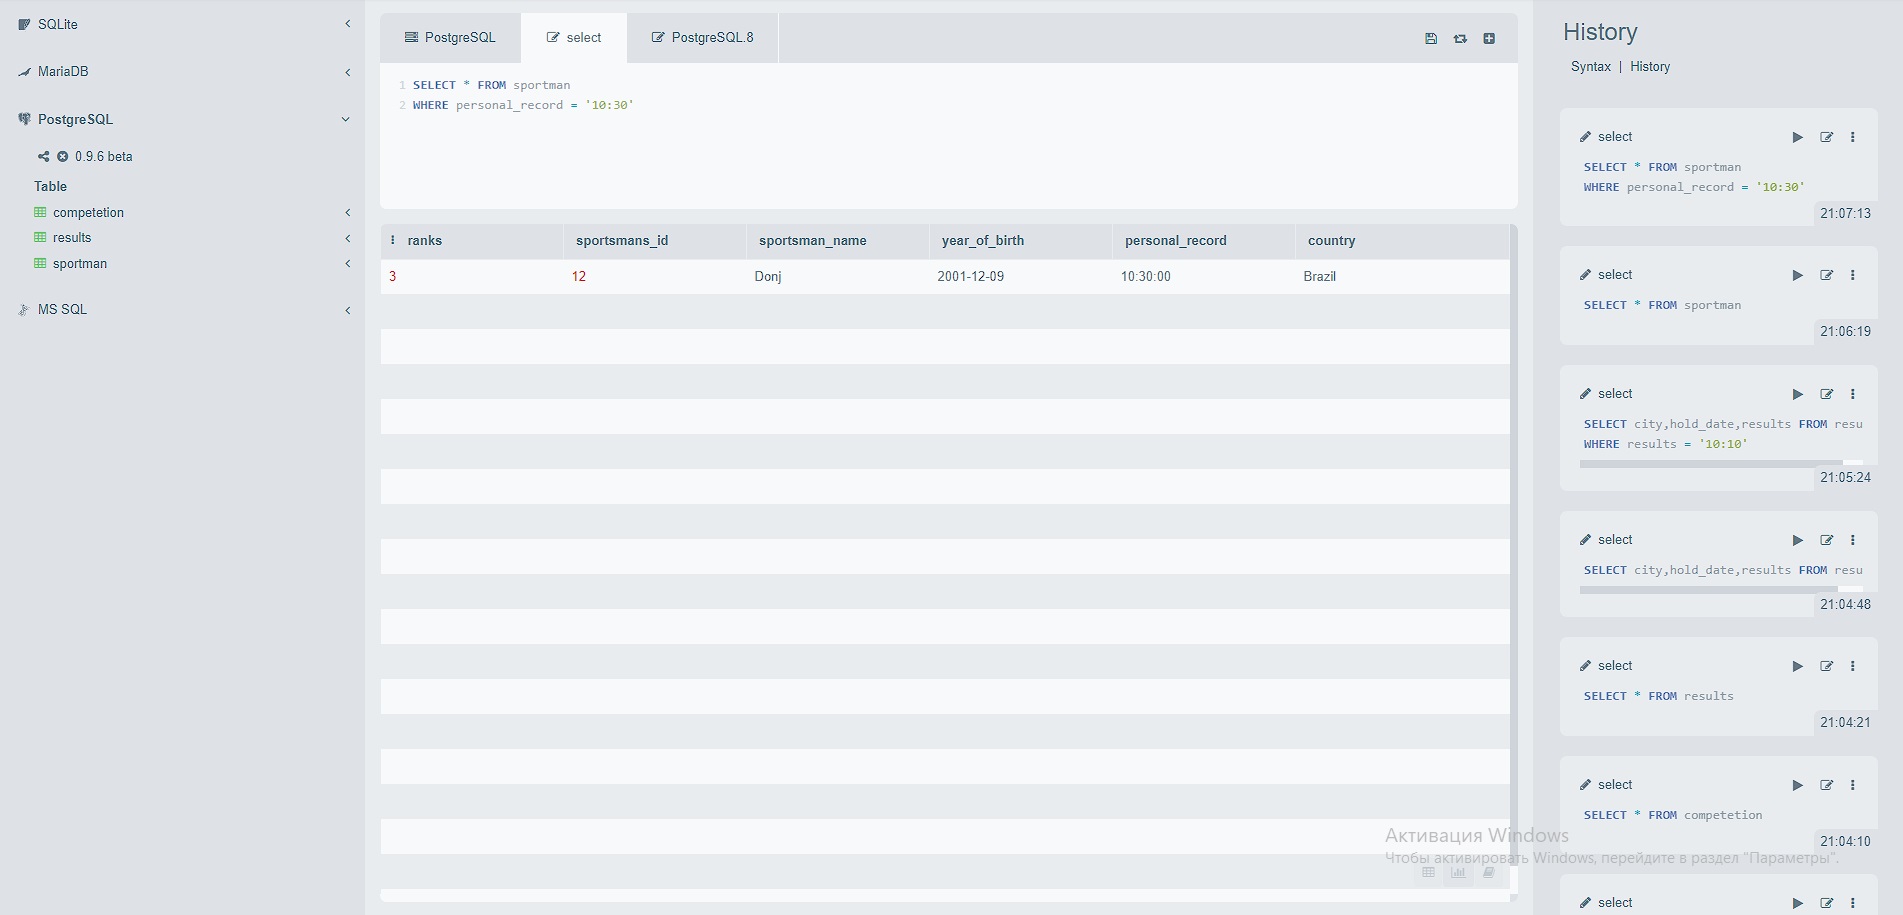 SQLite
MariaDB
PostgreSQL
0.9.6 beta
Table
competetion
results
sportman
MS SQL
PostgreSQL
select
PostgreSQL.8
1 SELECT * FROM sportman
2 WHERE personal_record = '10:30'
ranks sportsmans_id sportsman_name year_of_birth personal_record country
3 12 Donj 2001-12-09 10:30:00 Brazil
History
Syntax | History
select
SELECT * FROM sportman
WHERE personal_record = '10:30'
21:07:13
select
SELECT * FROM sportman
21:06:19
select
SELECT city,hold_date,results FROM resu
WHERE results = '10:10'
21:05:24
select
SELECT city,hold_date,results FROM resu
21:04:48
select
SELECT * FROM results
21:04:21
select
SELECT * FROM competetion
21:04:10
select
Активация Windows
Чтобы активировать Windows, перейдите в раздел "Параметры".